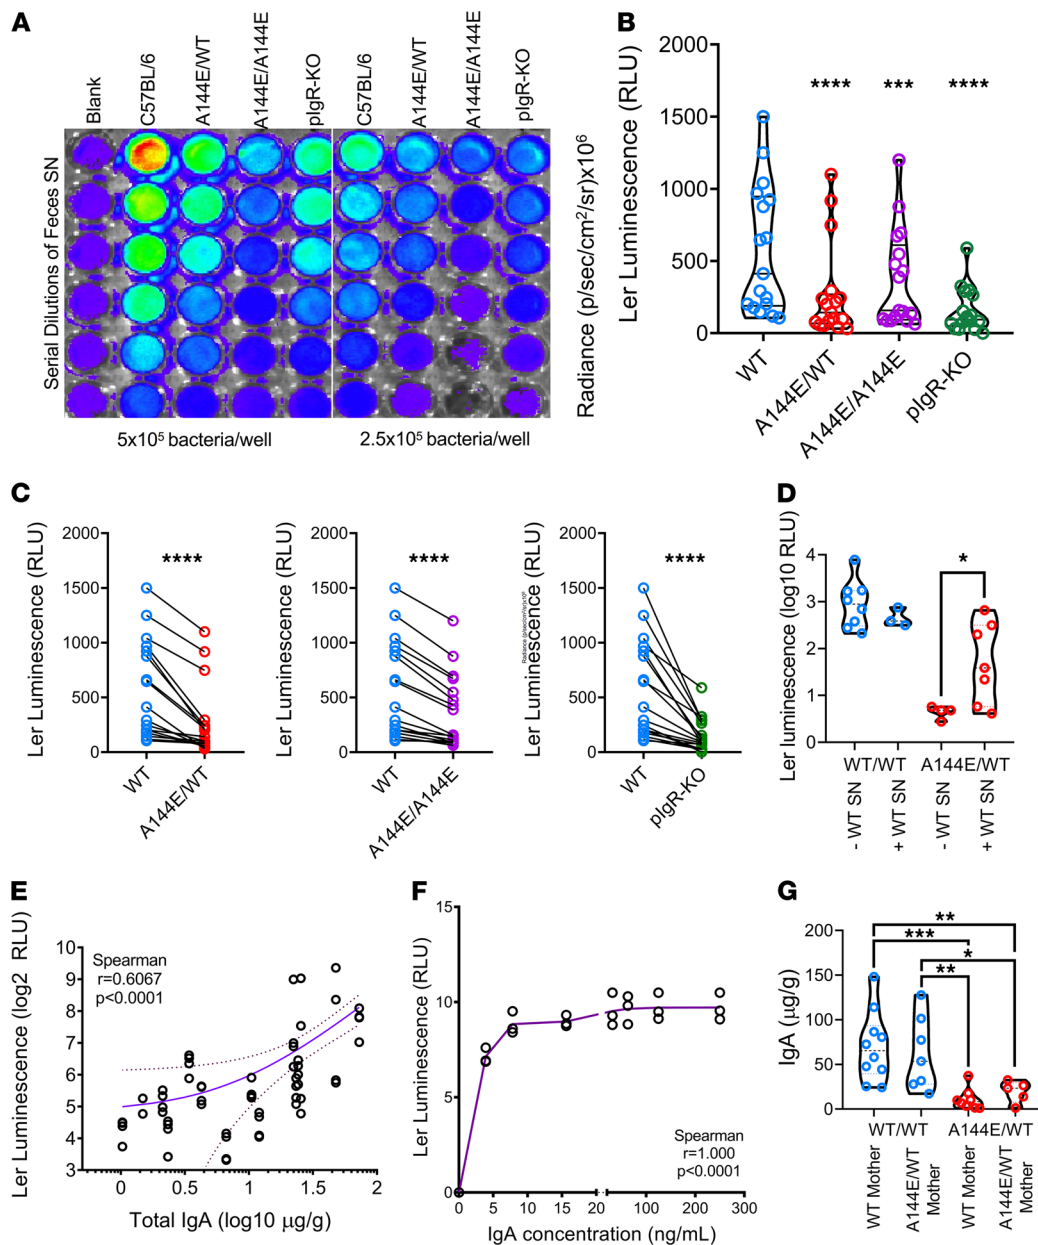 A
Blank
C57BL/6
A144E/WT
A144E/A144E
pIgR-KO
C57BL/6
A144E/WT
A144E/A144E
pIgR-KO
Serial Dilutions of Feces SN
5x10⁵ bacteria/well
2.5x10⁵ bacteria/well
Radiance (p/sec/cm²/sr)x10⁶
B
Ler Luminescence (RLU)
2000
1500
1000
500
0
****
***
****
WT
A144E/WT
A144E/A144E
pIgR-KO
C
Ler Luminescence (RLU)
2000
1500
1000
500
0
****
WT
A144E/WT
Ler Luminescence (RLU)
2000
1500
1000
500
0
****
WT
A144E/A144E
Radiance (p/sec/cm²/sr)x10⁶
Ler Luminescence (RLU)
2000
1500
1000
500
0
****
WT
pIgR-KO
D
Ler luminescence (log10 RLU)
4
3
2
1
0
*
WT/WT
A144E/WT
- WT SN
+ WT SN
- WT SN
+ WT SN
E
Ler Luminescence (log2 RLU)
10
9
8
7
6
5
4
3
Spearman
r=0.6067
p<0.0001
0
0.5
1
1.5
2
Total IgA (log10 µg/g)
F
Ler Luminescence (RLU)
15
10
5
0
Spearman
r=1.000
p<0.0001
0
5
10
15
20
100
200
300
IgA concentration (ng/mL)
G
IgA (µg/g)
200
150
100
50
0
**
***
*
**
WT/WT
A144E/WT
WT Mother
A144E/WT
Mother
WT Mother
A144E/WT
Mother